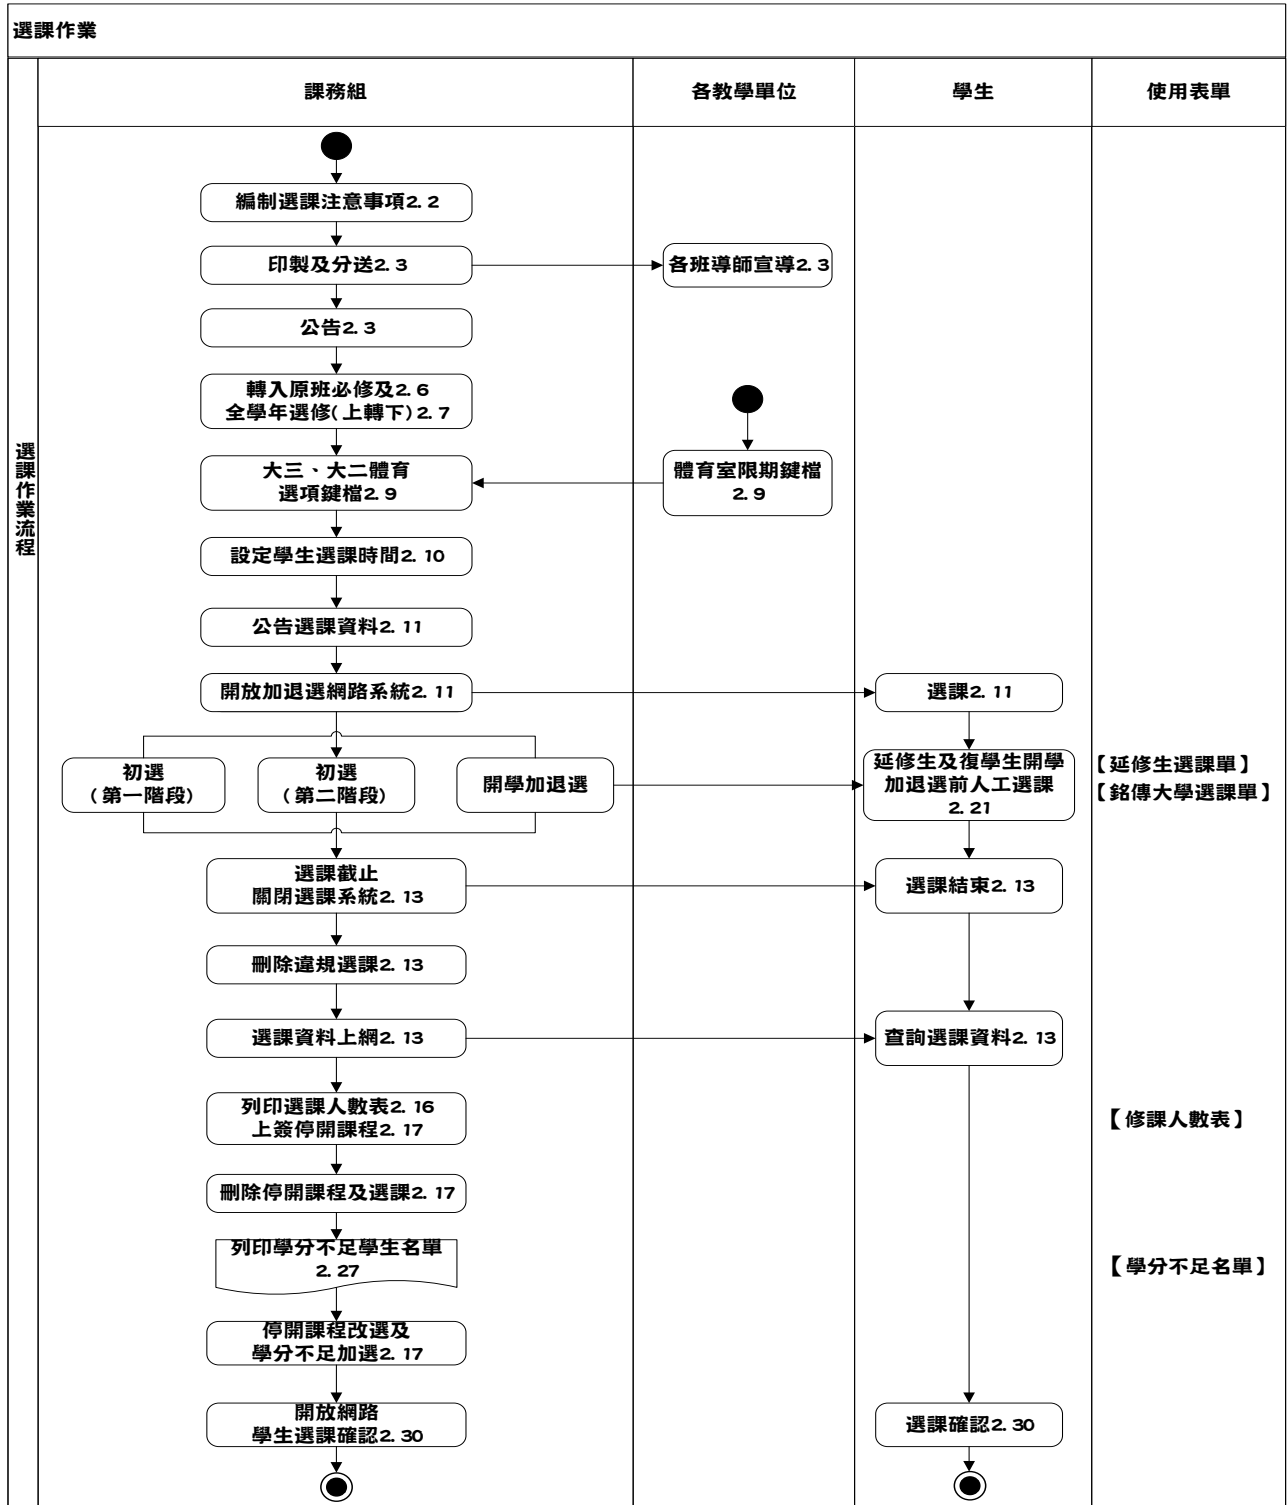 選課作業
課務組
各教學單位
學生
使用表單
選課作業流程
編制選課注意事項2. 2
印製及分送2. 3
各班導師宣導2. 3
公告2. 3
轉入原班必修及2. 6
全學年選修(上轉下)2. 7
大三、大二體育
選項鍵檔2. 9
體育室限期鍵檔
2. 9
設定學生選課時間2. 10
公告選課資料2. 11
開放加退選網路系統2. 11
選課2. 11
初選
(第一階段)
初選
(第二階段)
開學加退選
延修生及復學生開學
加退選前人工選課
2. 21
【延修生選課單】
【銘傳大學選課單】
選課截止
關閉選課系統2. 13
選課結束2. 13
刪除違規選課2. 13
選課資料上網2. 13
查詢選課資料2. 13
列印選課人數表2. 16
上簽停開課程2. 17
【修課人數表】
刪除停開課程及選課2. 17
列印學分不足學生名單
2. 27
【學分不足名單】
停開課程改選及
學分不足加選2. 17
開放網路
學生選課確認2. 30
選課確認2. 30